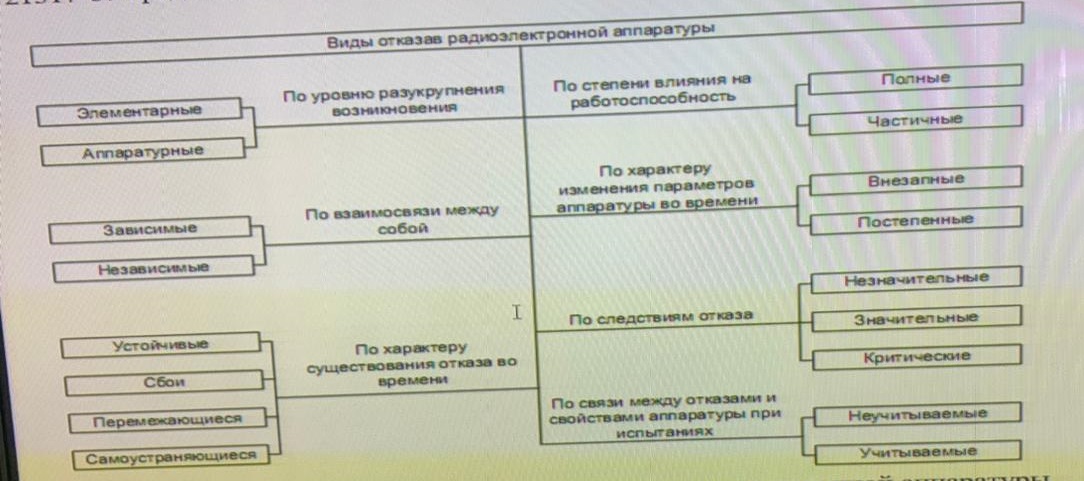 Виды отказав радиоэлектронной аппаратуры
По уровню разукрупнения
возникновения
Элементарные
Аппаратурные
По взаимосвязи между
собой
Зависимые
Независимые
По характеру
существования отказа во
времени
Устойчивые
Сбои
Перемежающиеся
Самоустраняющиеся
По степени влияния на
работоспособность
Полные
Частичные
По характеру
изменения параметров
аппаратуры во времени
Внезапные
Постепенные
По следствиям отказа
Незначительные
Значительные
Критические
По связи между отказами и
свойствами аппаратуры при
испытаниях
Неучитываемые
Учитываемые
аппаратуры